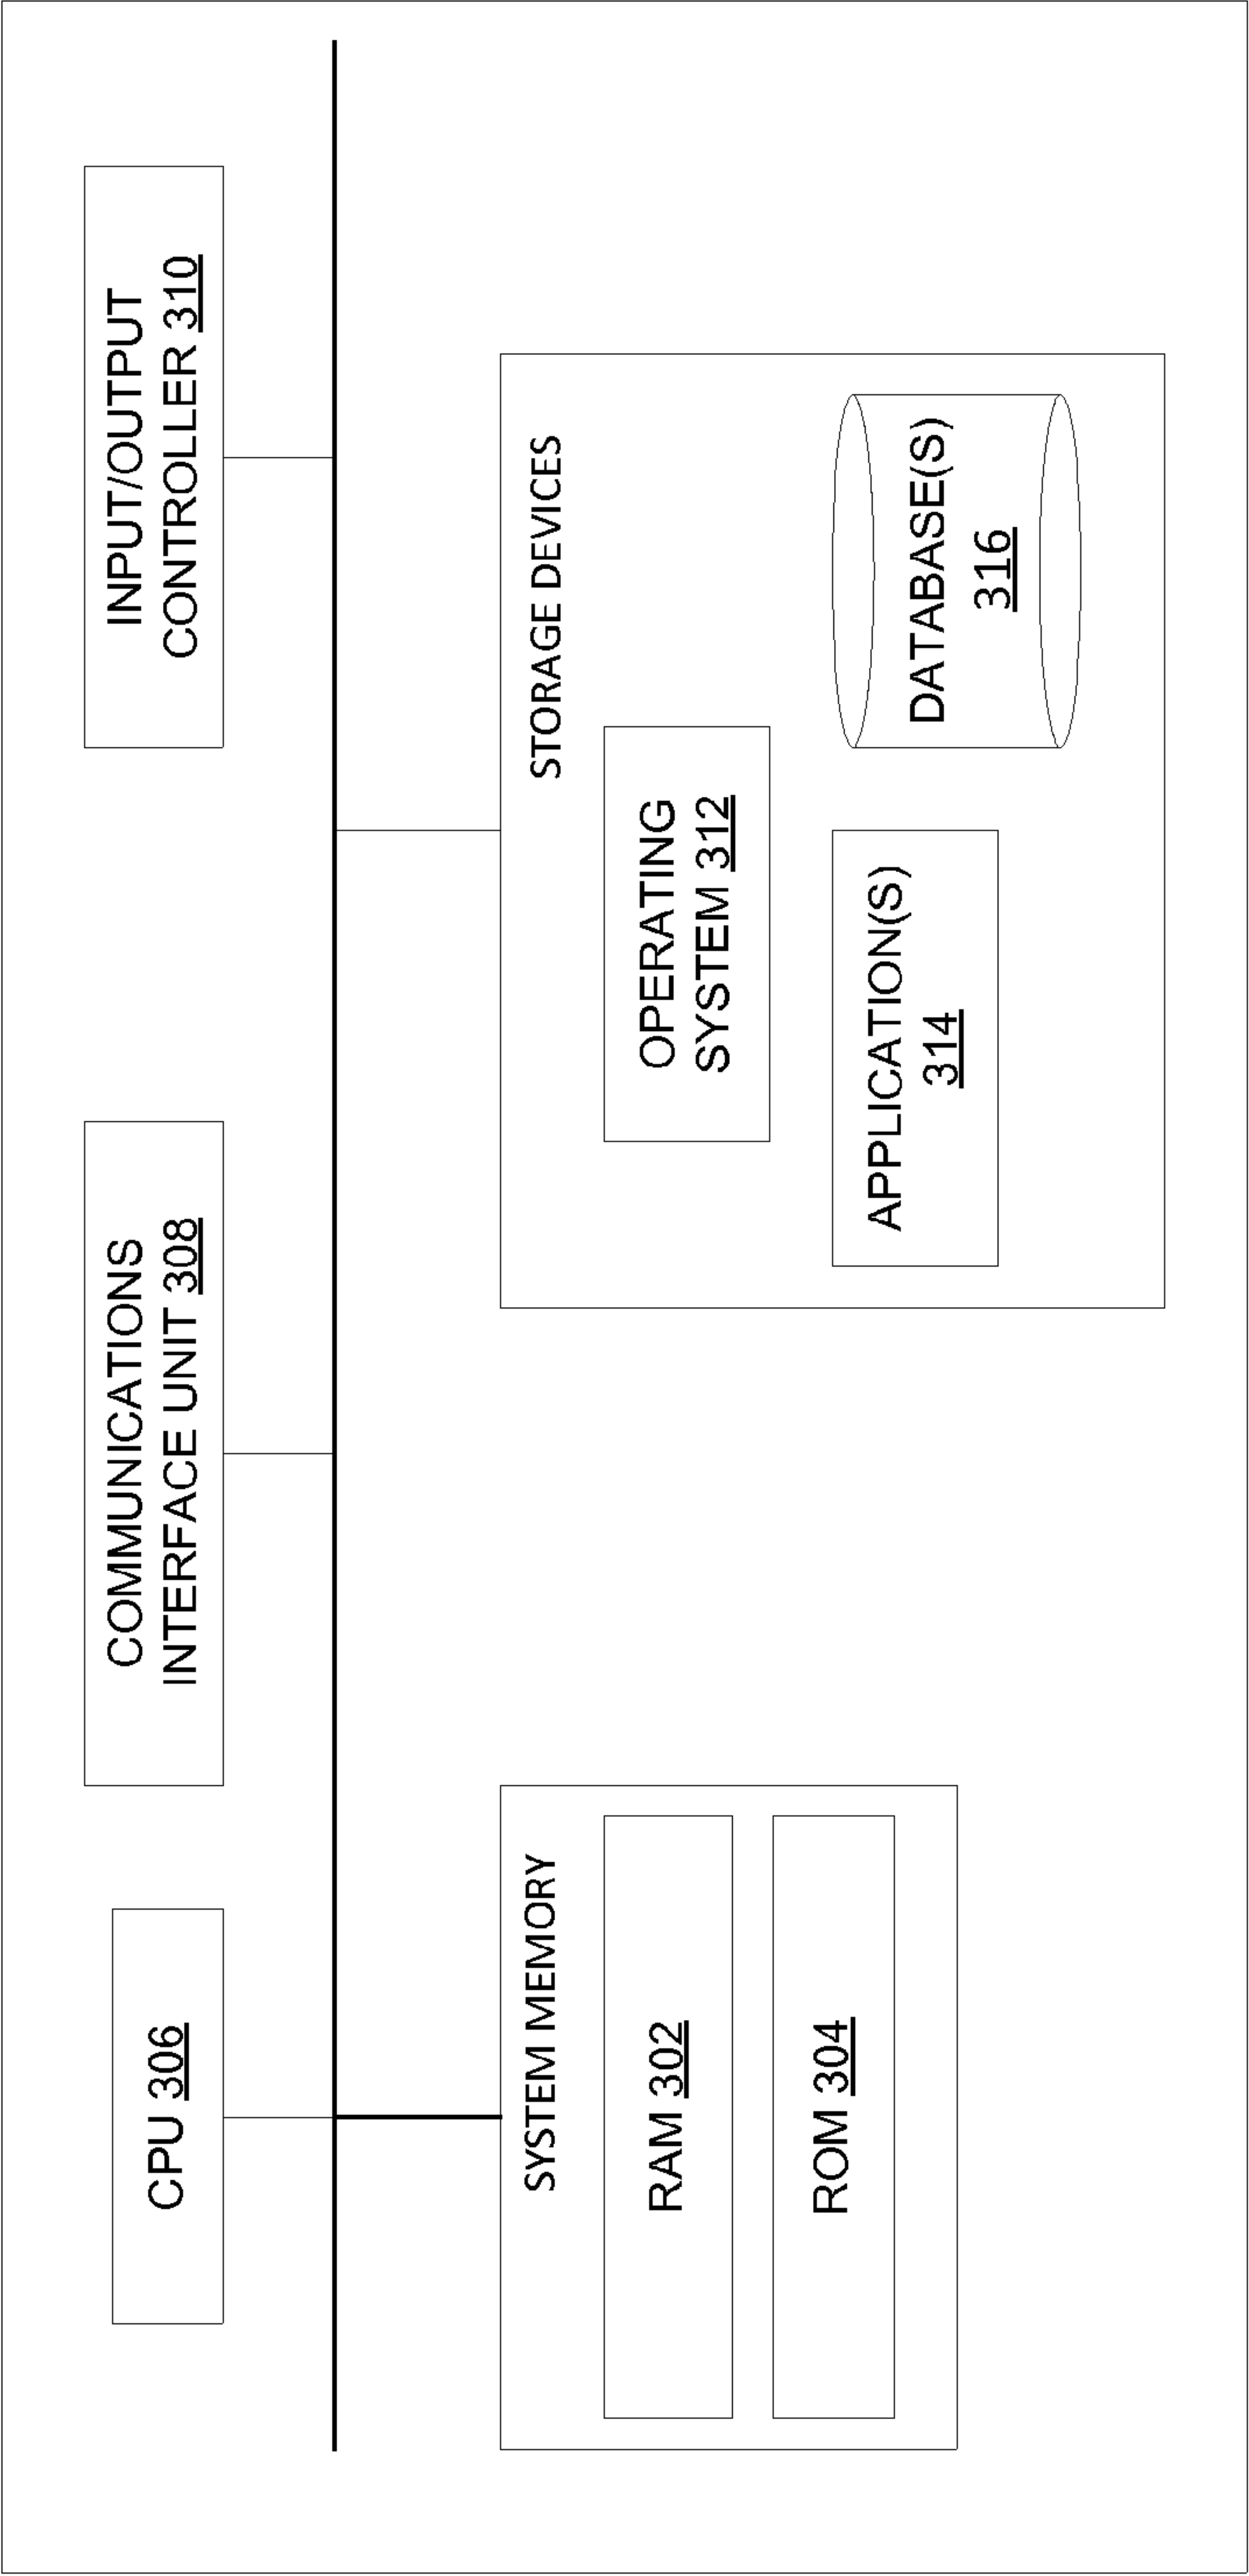 CPU 306
COMMUNICATIONS
INTERFACE UNIT 308
INPUT/OUTPUT
CONTROLLER 310
SYSTEM MEMORY
RAM 302
ROM 304
STORAGE DEVICES
OPERATING
SYSTEM 312
APPLICATION(S)
314
DATABASE(S)
316